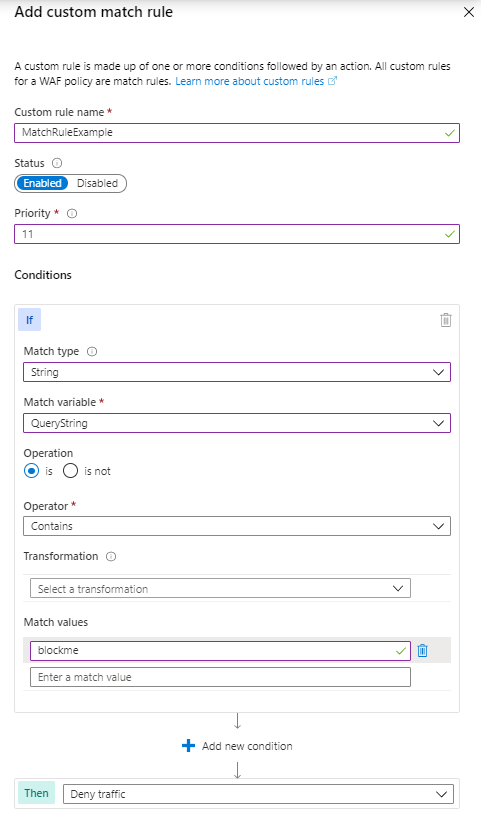 Add custom match rule
A custom rule is made up of one or more conditions followed by an action. All custom rules
for a WAF policy are match rules. Learn more about custom rules
Custom rule name *
MatchRuleExample
Status
Enabled Disabled
Priority *
11
Conditions
If
Match type
String
Match variable *
QueryString
Operation
is is not
Operator *
Contains
Transformation
Select a transformation
Match values
blockme
Enter a match value
Add new condition
Then Deny traffic